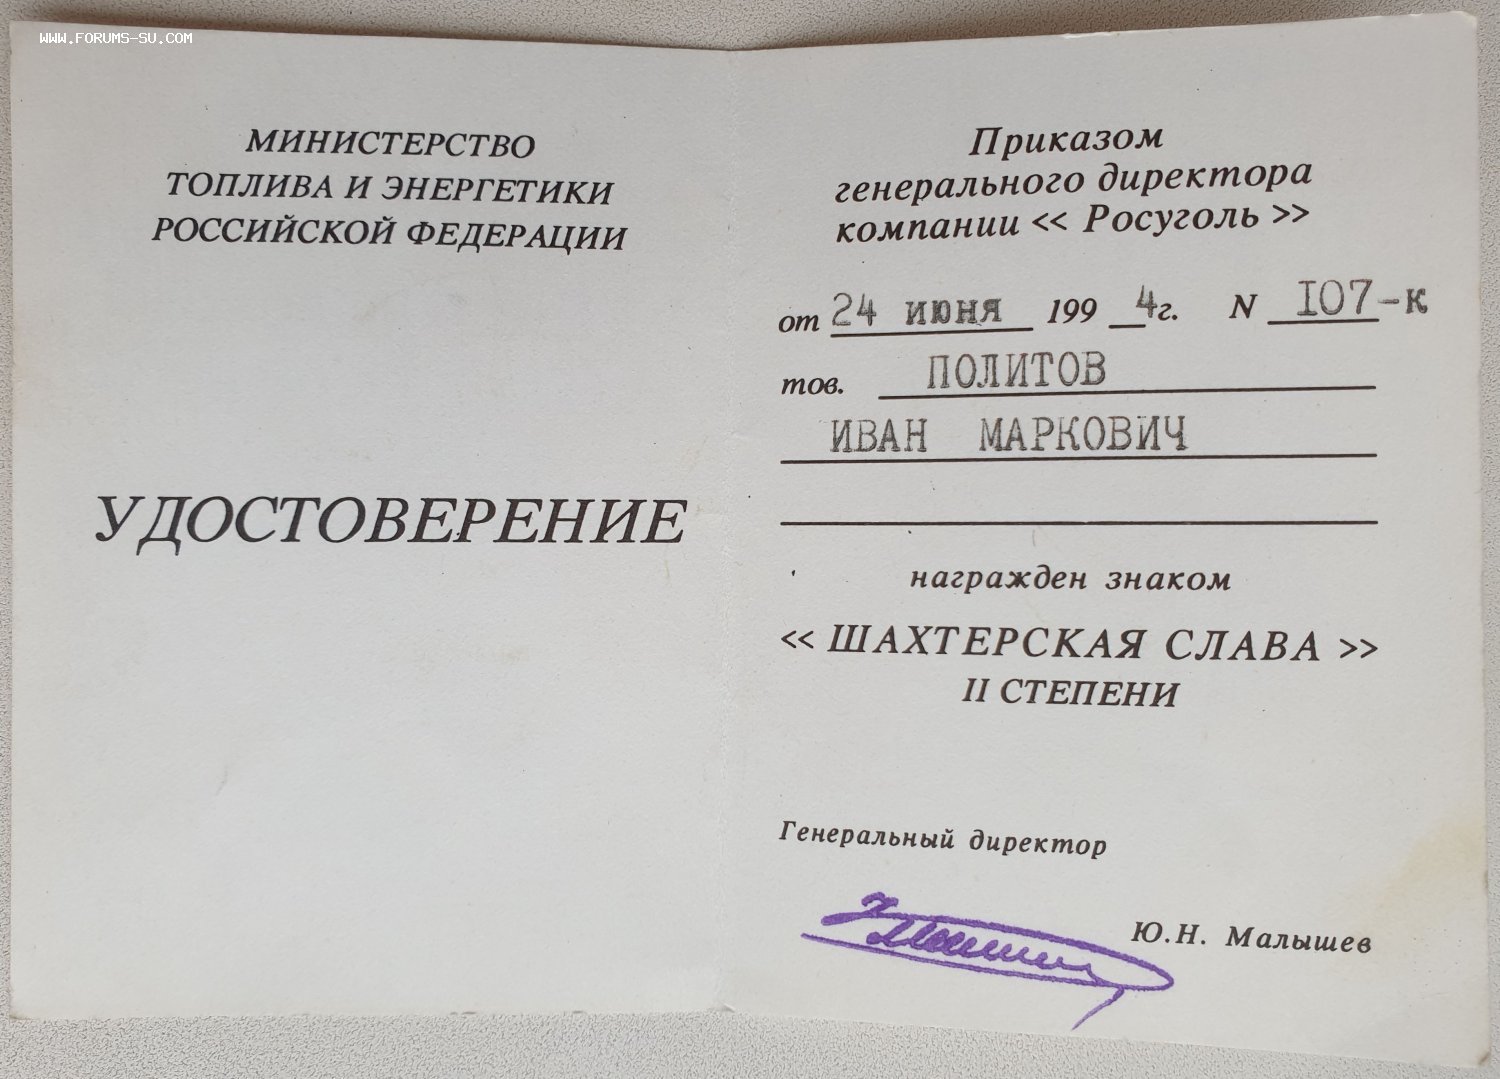 WWW.FORUMS-SU.COM
МИНИСТЕРСТВО
ТОПЛИВА И ЭНЕРГЕТИКИ
РОССИЙСКОЙ ФЕДЕРАЦИИ
УДОСТОВЕРЕНИЕ
Приказом
генерального директора
компании << Росуголь >>
от 24 июня 199 4г. N I07-к
тов. ПОЛИТОВ
ИВАН МАРКОВИЧ
награжден знаком
<< ШАХТЕРСКАЯ СЛАВА >>
II СТЕПЕНИ
Генеральный директор
Ю.Н. Малышев